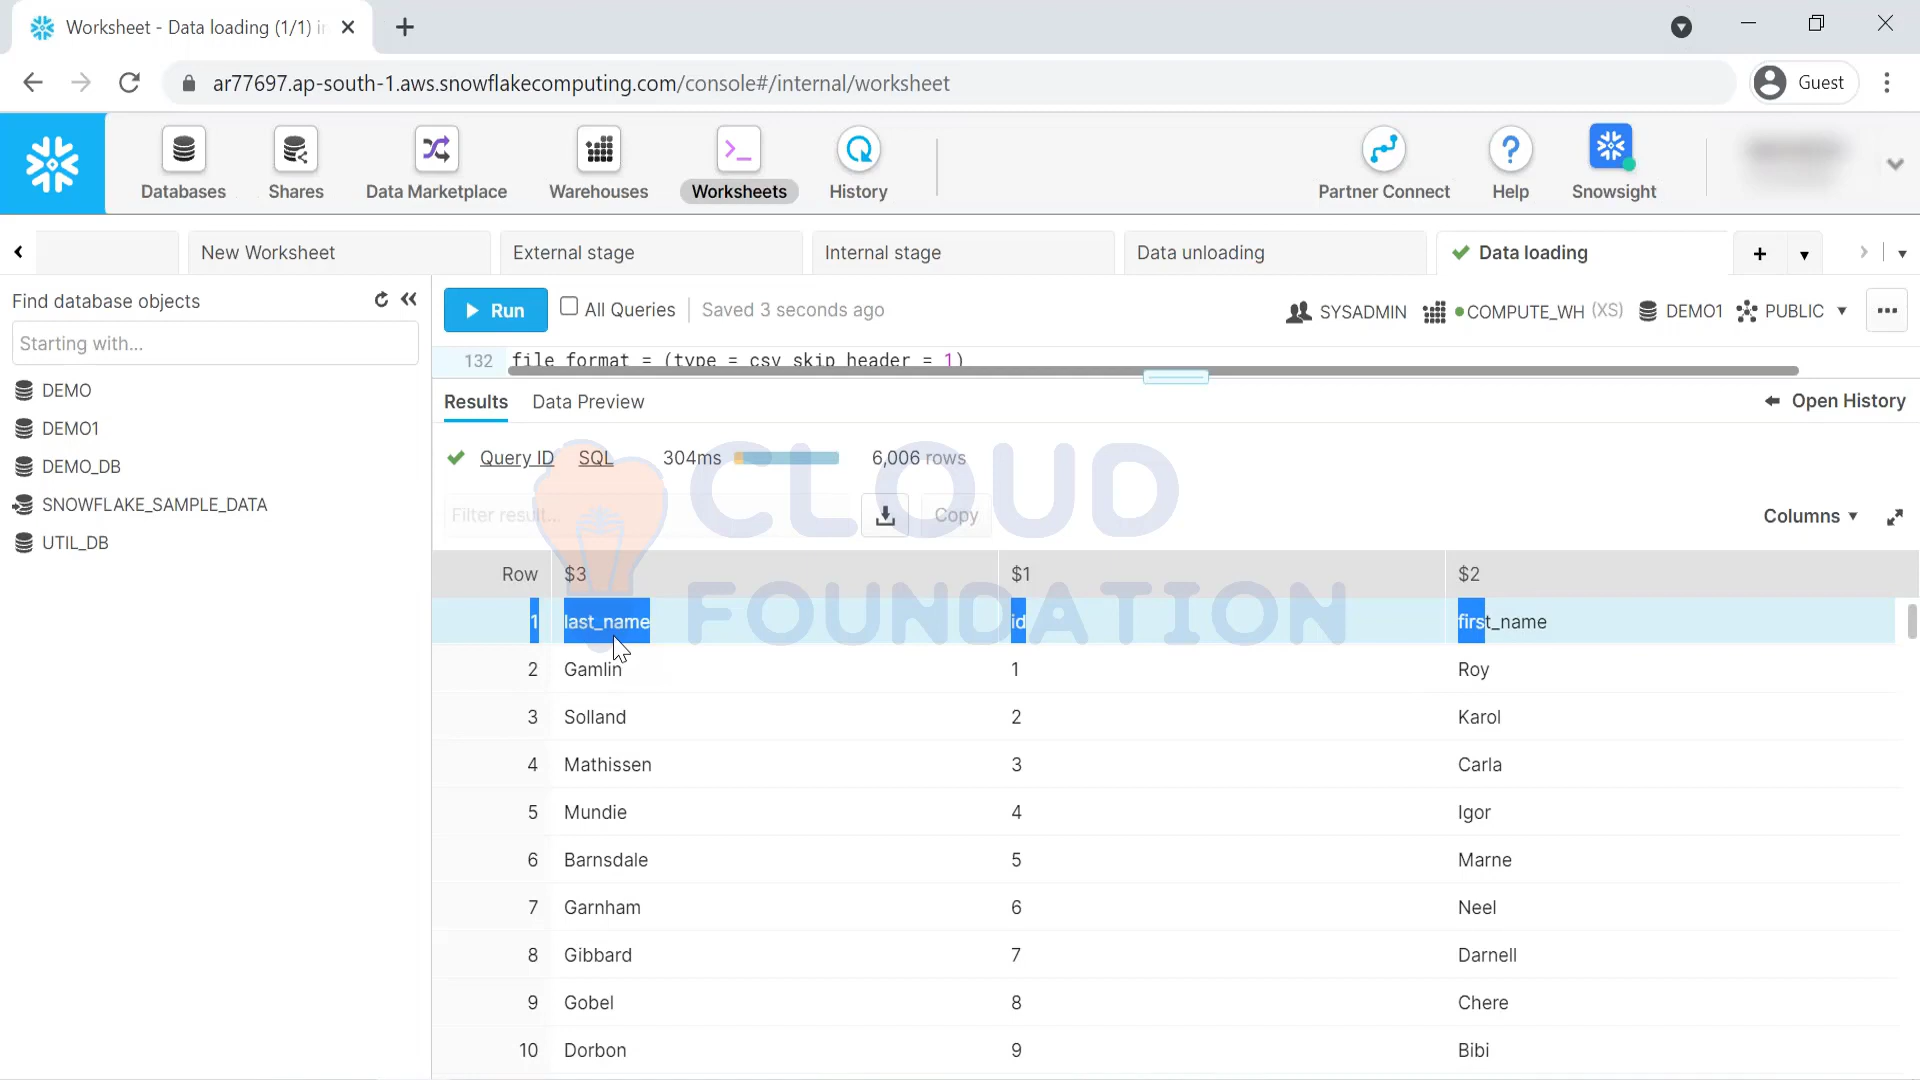 Worksheet - Data loading (1/1) i
ar77697.ap-south-1.aws.snowflakecomputing.com/console#/internal/worksheet
Guest
Databases
Shares
Data Marketplace
Warehouses
Worksheets
History
Partner Connect
Help
Snowsight
New Worksheet
External stage
Internal stage
Data unloading
Data loading
Find database objects
Starting with...
DEMO
DEMO1
DEMO_DB
SNOWFLAKE_SAMPLE_DATA
UTIL_DB
Run
All Queries
Saved 3 seconds ago
SYSADMIN
COMPUTE_WH (XS)
DEMO1
PUBLIC
132 file_format = (type = csv skip_header = 1)
Results
Data Preview
Open History
Query ID
SQL
304ms
6,006 rows
CLOUD
FOUNDATION
Filter result...
Copy
Columns
Row $3 $1 $2
1 last_name id first_name
2 Gamlin 1 Roy
3 Solland 2 Karol
4 Mathissen 3 Carla
5 Mundie 4 Igor
6 Barnsdale 5 Marne
7 Garnham 6 Neel
8 Gibbard 7 Darnell
9 Gobel 8 Chere
10 Dorbon 9 Bibi